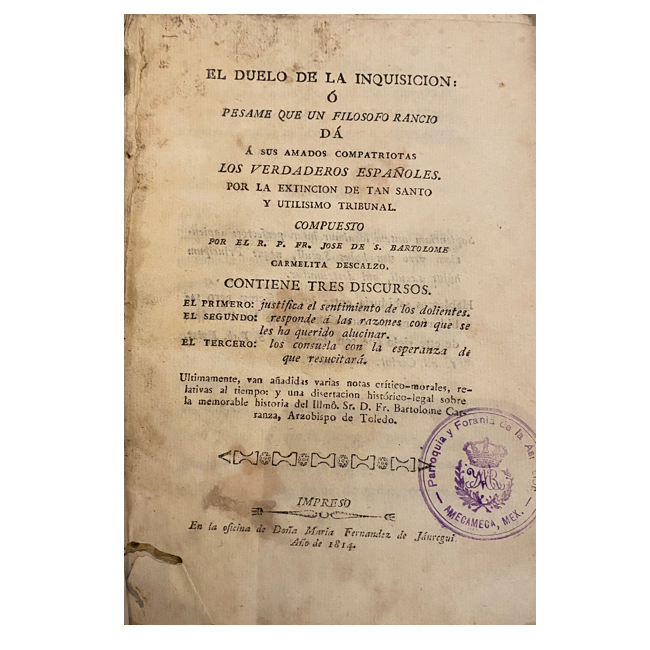 EL DUELO DE LA INQUISICION:
Ó
PESAME QUE UN FILOSOFO RANCIO
DÁ
Á SUS AMADOS COMPATRIOTAS
LOS VERDADEROS ESPAÑOLES.
POR LA EXTINCION DE TAN SANTO
Y UTILISIMO TRIBUNAL.
COMPUESTO
POR EL R. P. FR. JOSE DE S. BARTOLOME
CARMELITA DESCALZO.
CONTIENE TRES DISCURSOS.
EL PRIMERO: justifica el sentimiento de los dolientes.
EL SEGUNDO: responde á las razones con que se
les ha querido alucinar.
EL TERCERO: los consuela con la esperanza de
que resucitará.
Ultimamente, van añadidas varias notas crítico-morales, re-
lativas al tiempo: y una disertacion histórico-legal sobre
la memorable historia del Illmô. Sr. D. Fr. Bartolome Car-
ranza, Arzobispo de Toledo.
IMPRESO
En la oficina de Doña María Fernandez de Jáuregui
Año de 1814.
Parroquia y Forania de la
AMECAMECA, MEX.